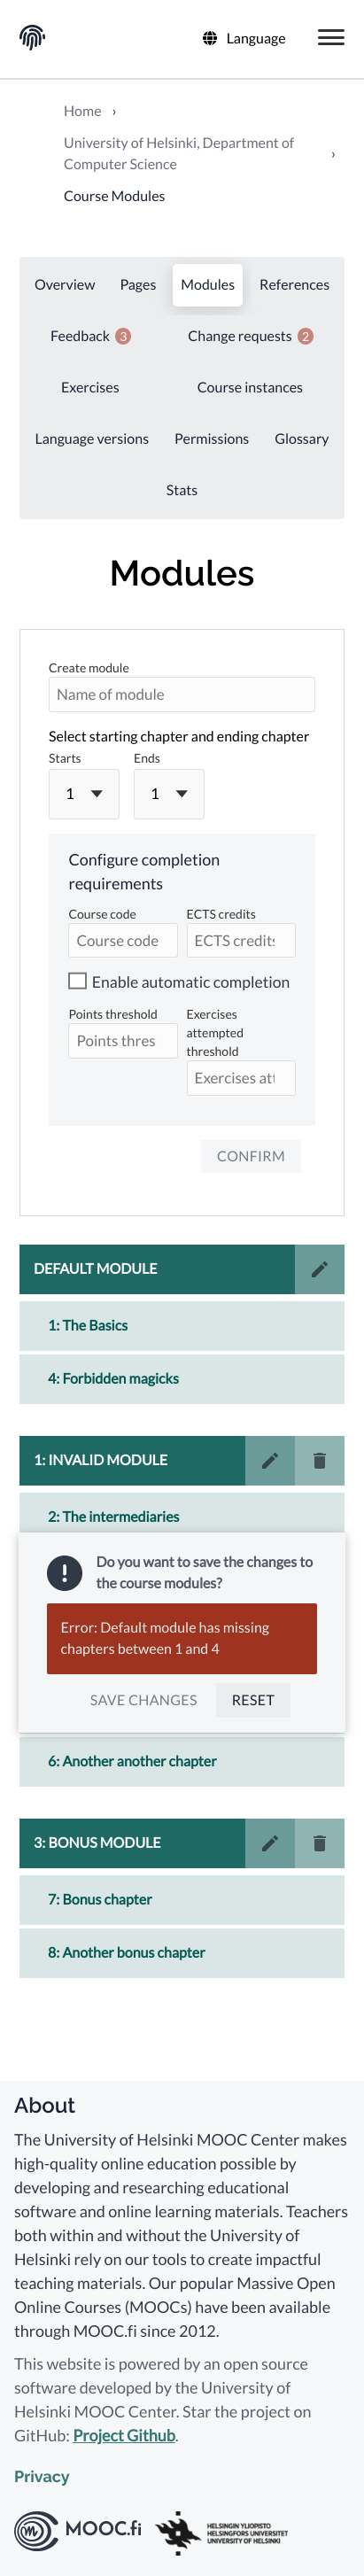 Language
Home ›
University of Helsinki, Department of
Computer Science ›
Course Modules
Overview Pages Modules References
Feedback 3 Change requests 3
Exercises Course instances
Language versions Permissions Glossary
Stats
Modules
Create module
Name of module
Select starting chapter and ending chapter
Starts Ends
1 1
Configure completion
requirements
Course code ECTS credits
Course code ECTS credits
Enable automatic completion
Points threshold Exercises
attempted
threshold
Points thres
Exercises att
CONFIRM
DEFAULT MODULE
1: The Basics
4: Forbidden magicks
1: INVALID MODULE
2: The intermediaries
Do you want to save the changes to
the course modules?
Error: Default module has missing
chapters between 1 and 4
SAVE CHANGES RESET
6: Another another chapter
3: BONUS MODULE
7: Bonus chapter
8: Another bonus chapter
About
The University of Helsinki MOOC Center makes
high-quality online education possible by
developing and researching educational
software and online learning materials. Teachers
both within and without the University of
Helsinki rely on our tools to create impactful
teaching materials. Our popular Massive Open
Online Courses (MOOCs) have been available
through MOOC.fi since 2012.
This website is powered by an open source
software developed by the University of
Helsinki MOOC Center. Star the project on
GitHub: Project Github.
Privacy
MOOC.fi
HELSINGIN YLIOPISTO
HELSINGFORS UNIVERSITET
UNIVERSITY OF HELSINKI